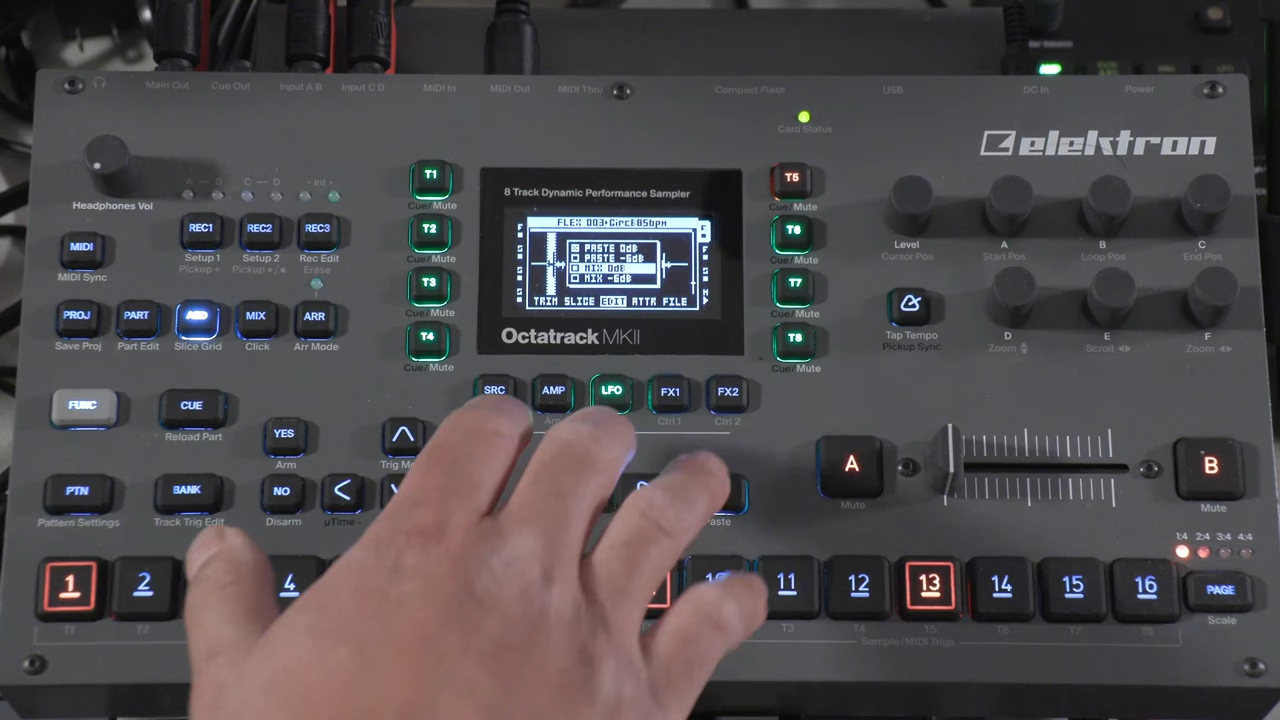 Main Out Cue Out Input A B Input C D MIDI In MIDI Out MIDI Thru Compact Flash USB DC In Power
Card Status
elektron
Headphones Vol
A B C D Int
T1
Cue/Mute
T2
Cue/Mute
T3
Cue/Mute
T4
Cue/Mute
8 Track Dynamic Performance Sampler
FLEX 003
PASTE 0dB
PASTE -6dB
MIX 0dB
MIX -6dB
TRIM SLICE EDIT ATTR FILE
Octatrack MKII
T5
Cue/Mute
T6
Cue/Mute
T7
Cue/Mute
T8
Cue/Mute
Level
Cursor Pos
A
Start Pos
B
Loop Pos
C
End Pos
D
Zoom
E
Scroll
F
Zoom
Tap Tempo
Pickup Sync
MIDI
MIDI Sync
REC1
Setup 1
Pickup +
REC2
Setup 2
REC3
Rec Edit
Erase
PROJ
Save Proj
PART
Part Edit
AED
Slice Grid
MIX
Click
ARR
Arr Mode
FUNC
CUE
Reload Part
YES
Arm
SRC AMP LFO FX1 FX2
Ctrl 1 Ctrl 2
PTN
Pattern Settings
BANK
Track Trig Edit
NO
Disarm
µTime -
A
Mute
B
Mute
1:4 2:4 3:4 4:4
1 2 4 11 12 13 14 15 16
PAGE
Scale
T1 T2 T3 T4 T5 T6 T7 T8
Sample/MIDI Trigs